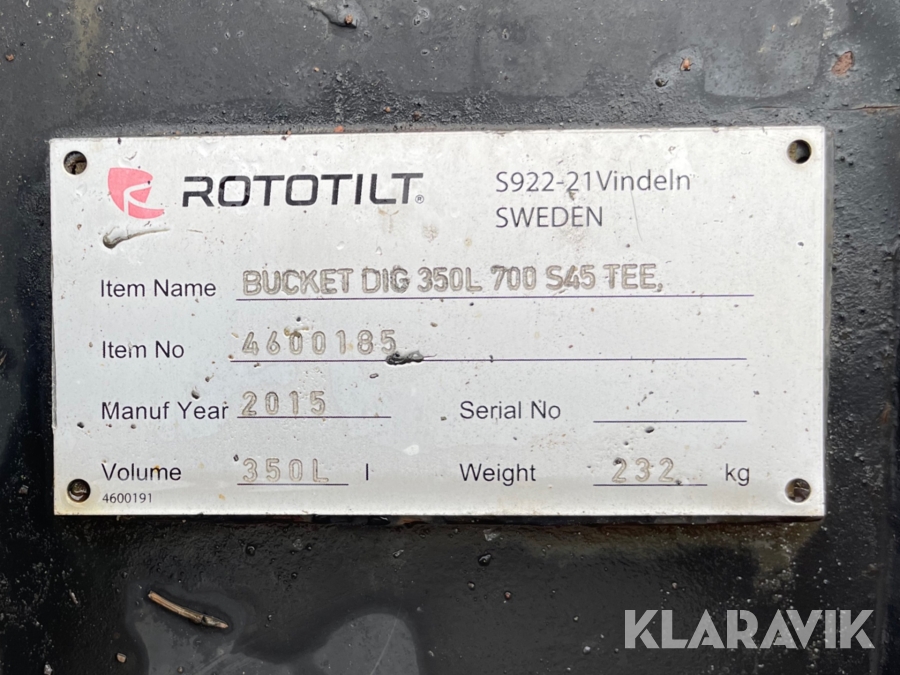 ROTOTILT®
S922-21Vindeln
SWEDEN
Item Name BUCKET DIG 350L 700 S45 TEE,
Item No 4600185
Manuf Year 2015 Serial No
Volume 350L l Weight 232 kg
4600191
KLARAVIK